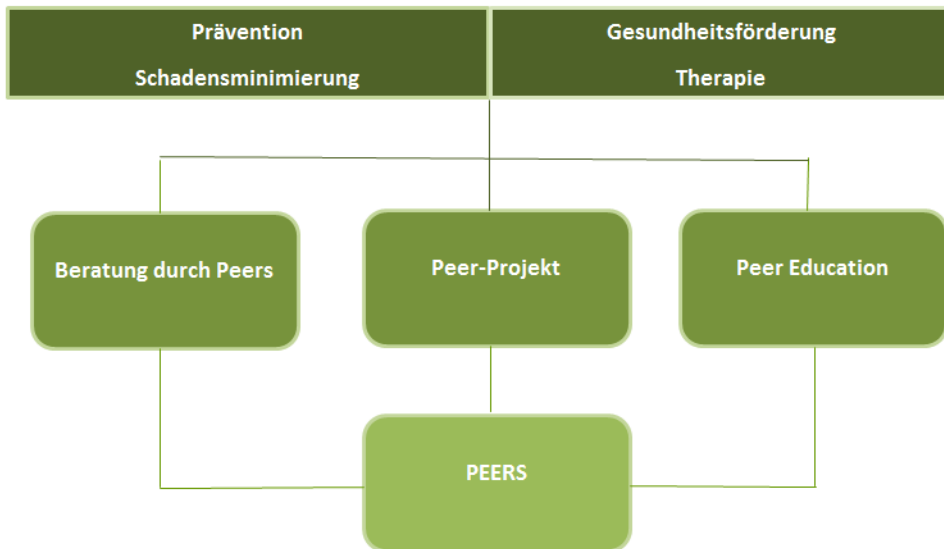 Prävention
Schadensminimierung
Gesundheitsförderung
Therapie
Beratung durch Peers
Peer-Projekt
Peer Education
PEERS